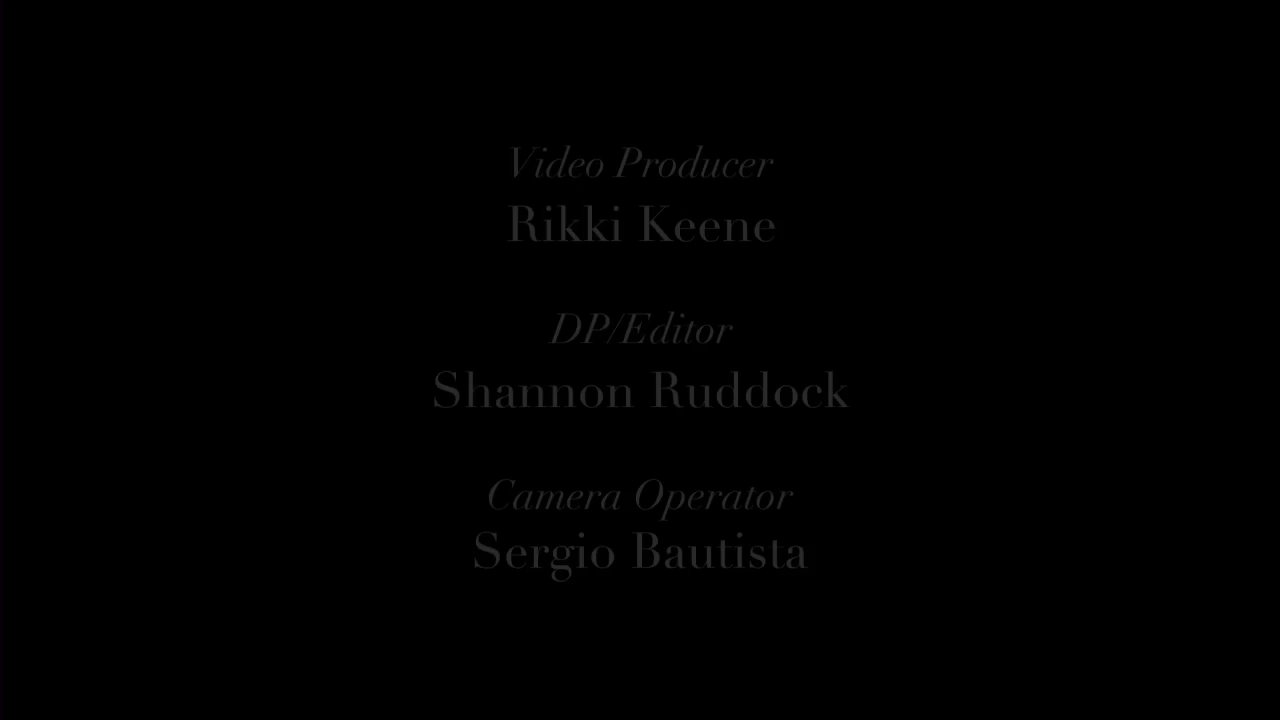 Video Producer
Rikki Keene
DP/Editor
Shannon Ruddock
Camera Operator
Sergio Bautista